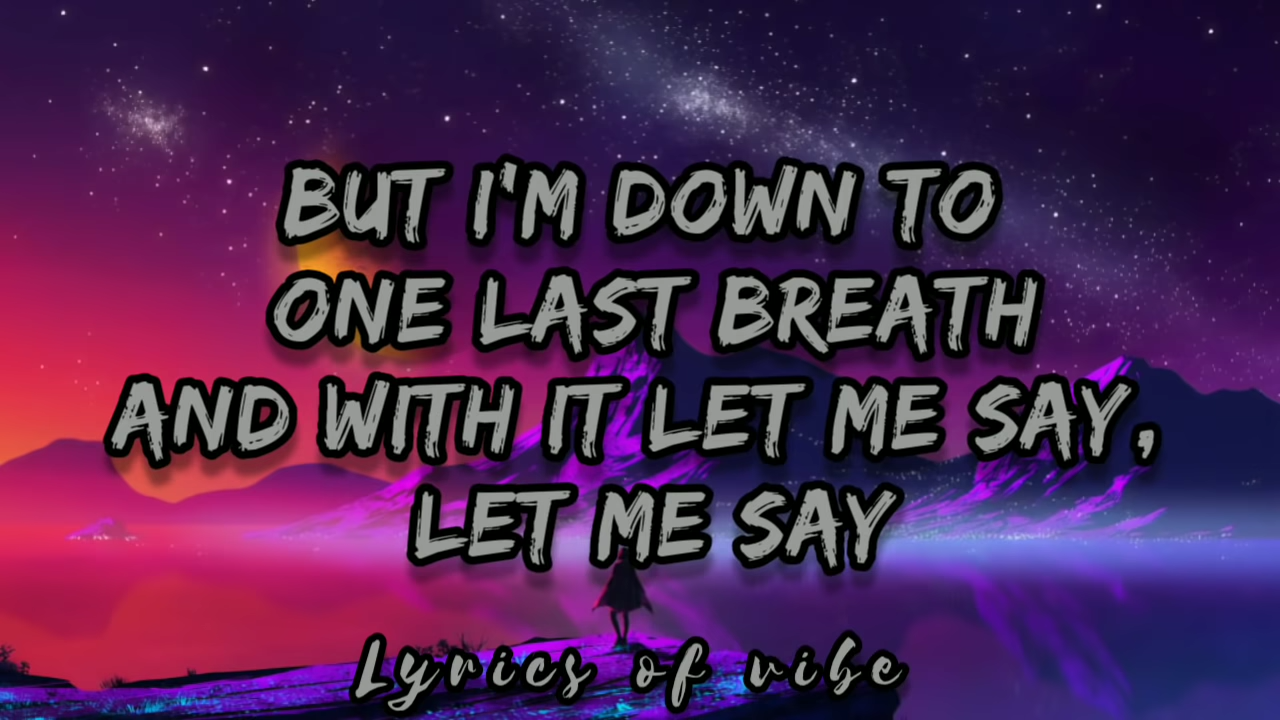 BUT I'M DOWN TO
ONE LAST BREATH
AND WITH IT LET ME SAY,
LET ME SAY
Lyrics of vibe